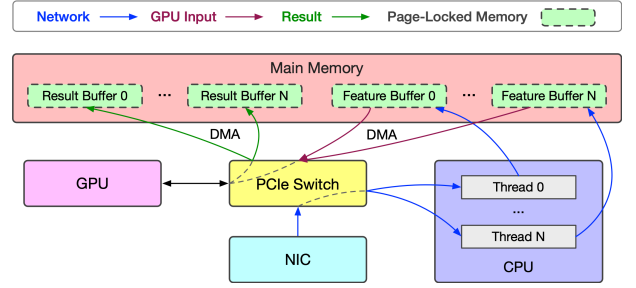 Network GPU Input Result Page-Locked Memory
Main Memory
Result Buffer 0 ... Result Buffer N Feature Buffer 0 ... Feature Buffer N
DMA DMA
GPU PCIe Switch Thread 0
...
Thread N
NIC CPU